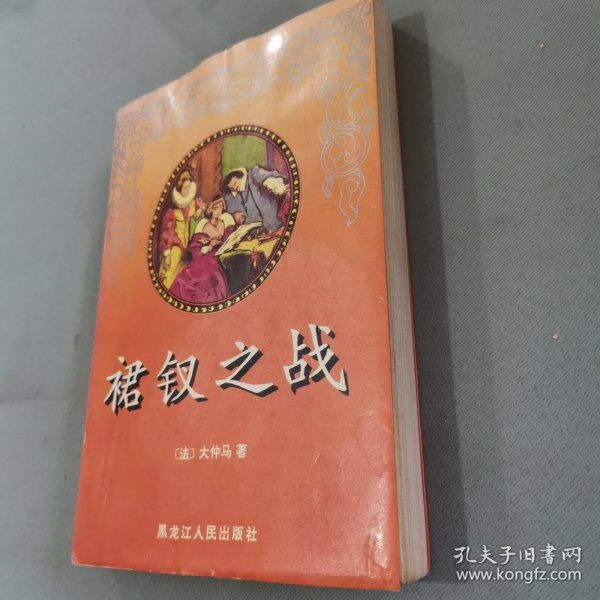 裙钗之战
〔法〕大仲马 著
黑龙江人民出版社
孔夫子旧书网
www.kongfz.com